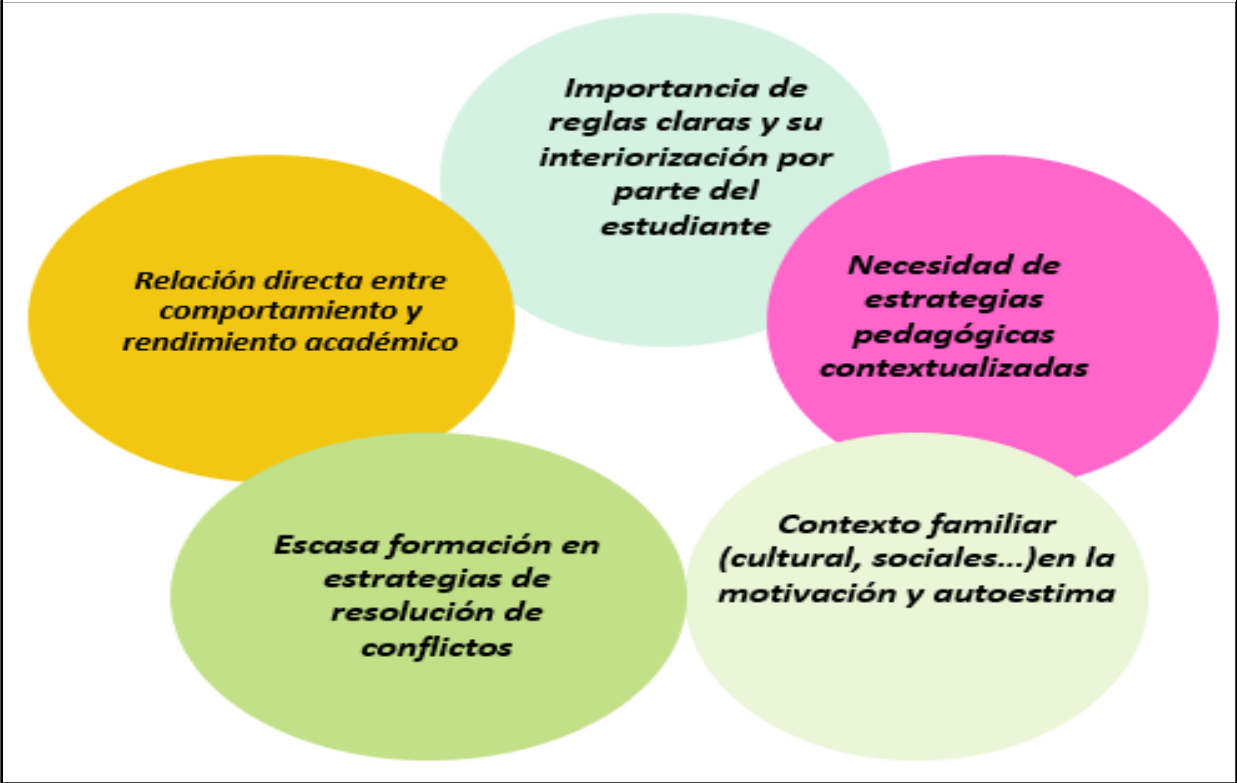 Importancia de
reglas claras y su
interiorización por
parte del
estudiante
Relación directa entre
comportamiento y
rendimiento académico
Necesidad de
estrategias
pedagógicas
contextualizadas
Escasa formación en
estrategias de
resolución de
conflictos
Contexto familiar
(cultural, sociales...)en la
motivación y autoestima